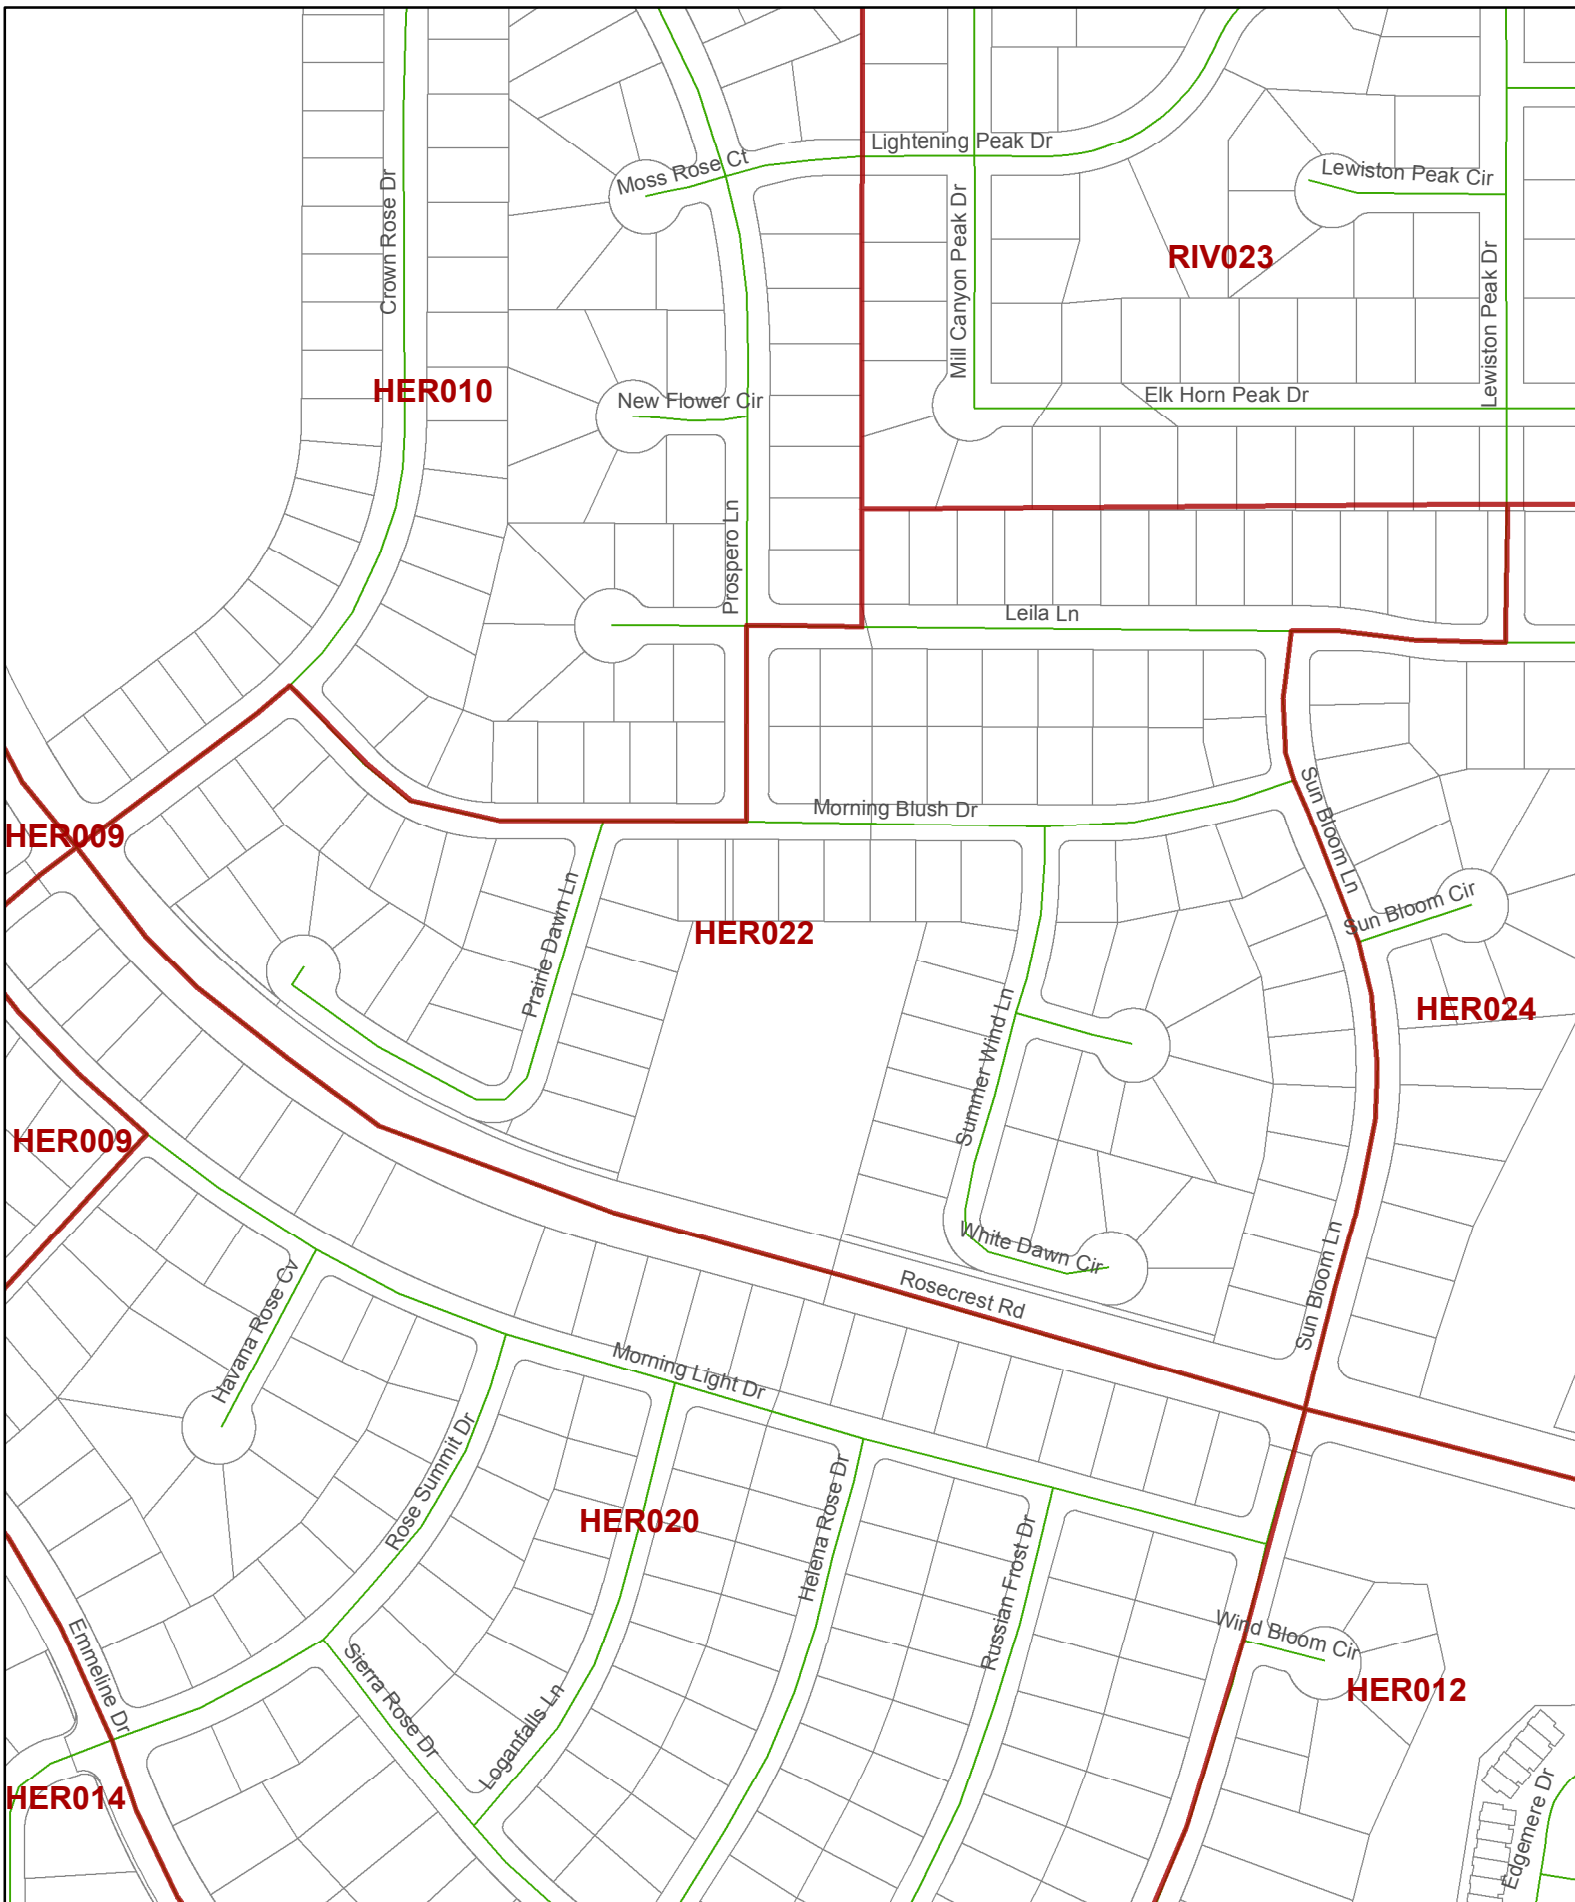 Lightening Peak Dr
Moss Rose Ct
Lewiston Peak Cir
Crown Rose Dr
Mill Canyon Peak Dr
RIV023
Lewiston Peak Dr
HER010
New Flower Cir
Elk Horn Peak Dr
Prospero Ln
Leila Ln
Morning Blush Dr
Sun Bloom Ln
HER009
Prairie Dawn Ln
HER022
Sun Bloom Cir
HER024
Summer Wind Ln
HER009
White Dawn Cir
Rosecrest Rd
Sun Bloom Ln
Havana Rose Cv
Morning Light Dr
Rose Summit Dr
HER020
Helena Rose Dr
Russian Frost Dr
Wind Bloom Cir
Emmeline Dr
Sierra Rose Dr
Loganfalls Ln
HER012
HER014
Edgemere Dr